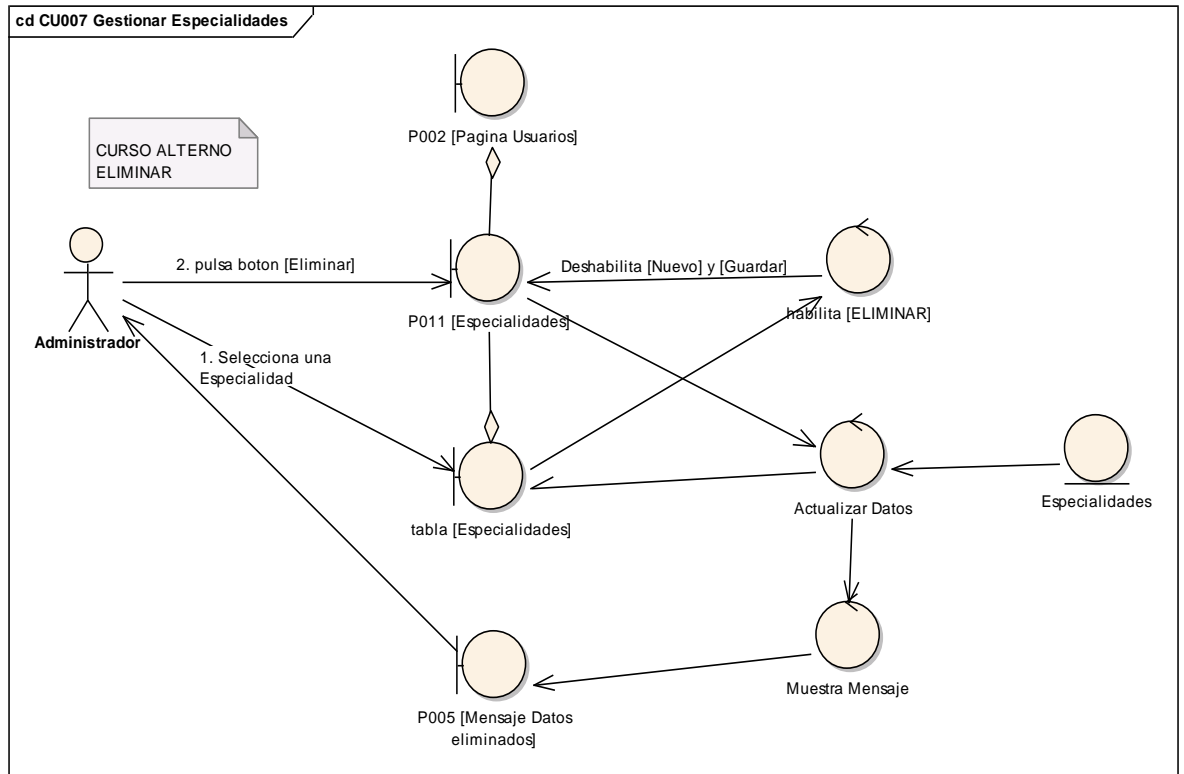 cd CU007 Gestionar Especialidades
P002 [Pagina Usuarios]
CURSO ALTERNO
ELIMINAR
2. pulsa boton [Eliminar]
Deshabilita [Nuevo] y [Guardar]
P011 [Especialidades]
habilita [ELIMINAR]
Administrador
1. Selecciona una
Especialidad
Actualizar Datos
Especialidades
tabla [Especialidades]
Muestra Mensaje
P005 [Mensaje Datos
eliminados]